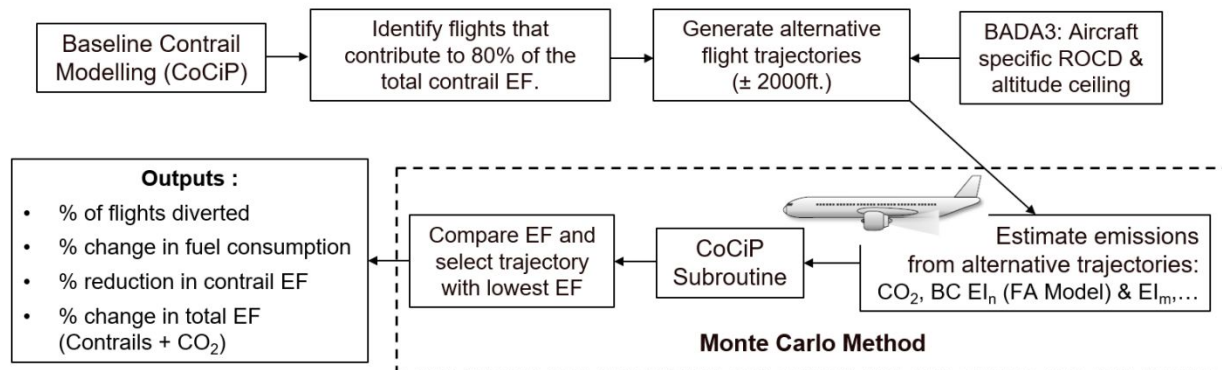 Baseline Contrail
Modelling (CoCiP)
Identify flights that
contribute to 80% of the
total contrail EF.
Generate alternative
flight trajectories
(± 2000ft.)
BADA3: Aircraft
specific ROCD &
altitude ceiling
Estimate emissions
from alternative trajectories:
CO₂, BC EIₙ (FA Model) & EIₘ,…
CoCiP
Subroutine
Compare EF and
select trajectory
with lowest EF
Monte Carlo Method
Outputs :
• % of flights diverted
• % change in fuel consumption
• % reduction in contrail EF
• % change in total EF
(Contrails + CO₂)